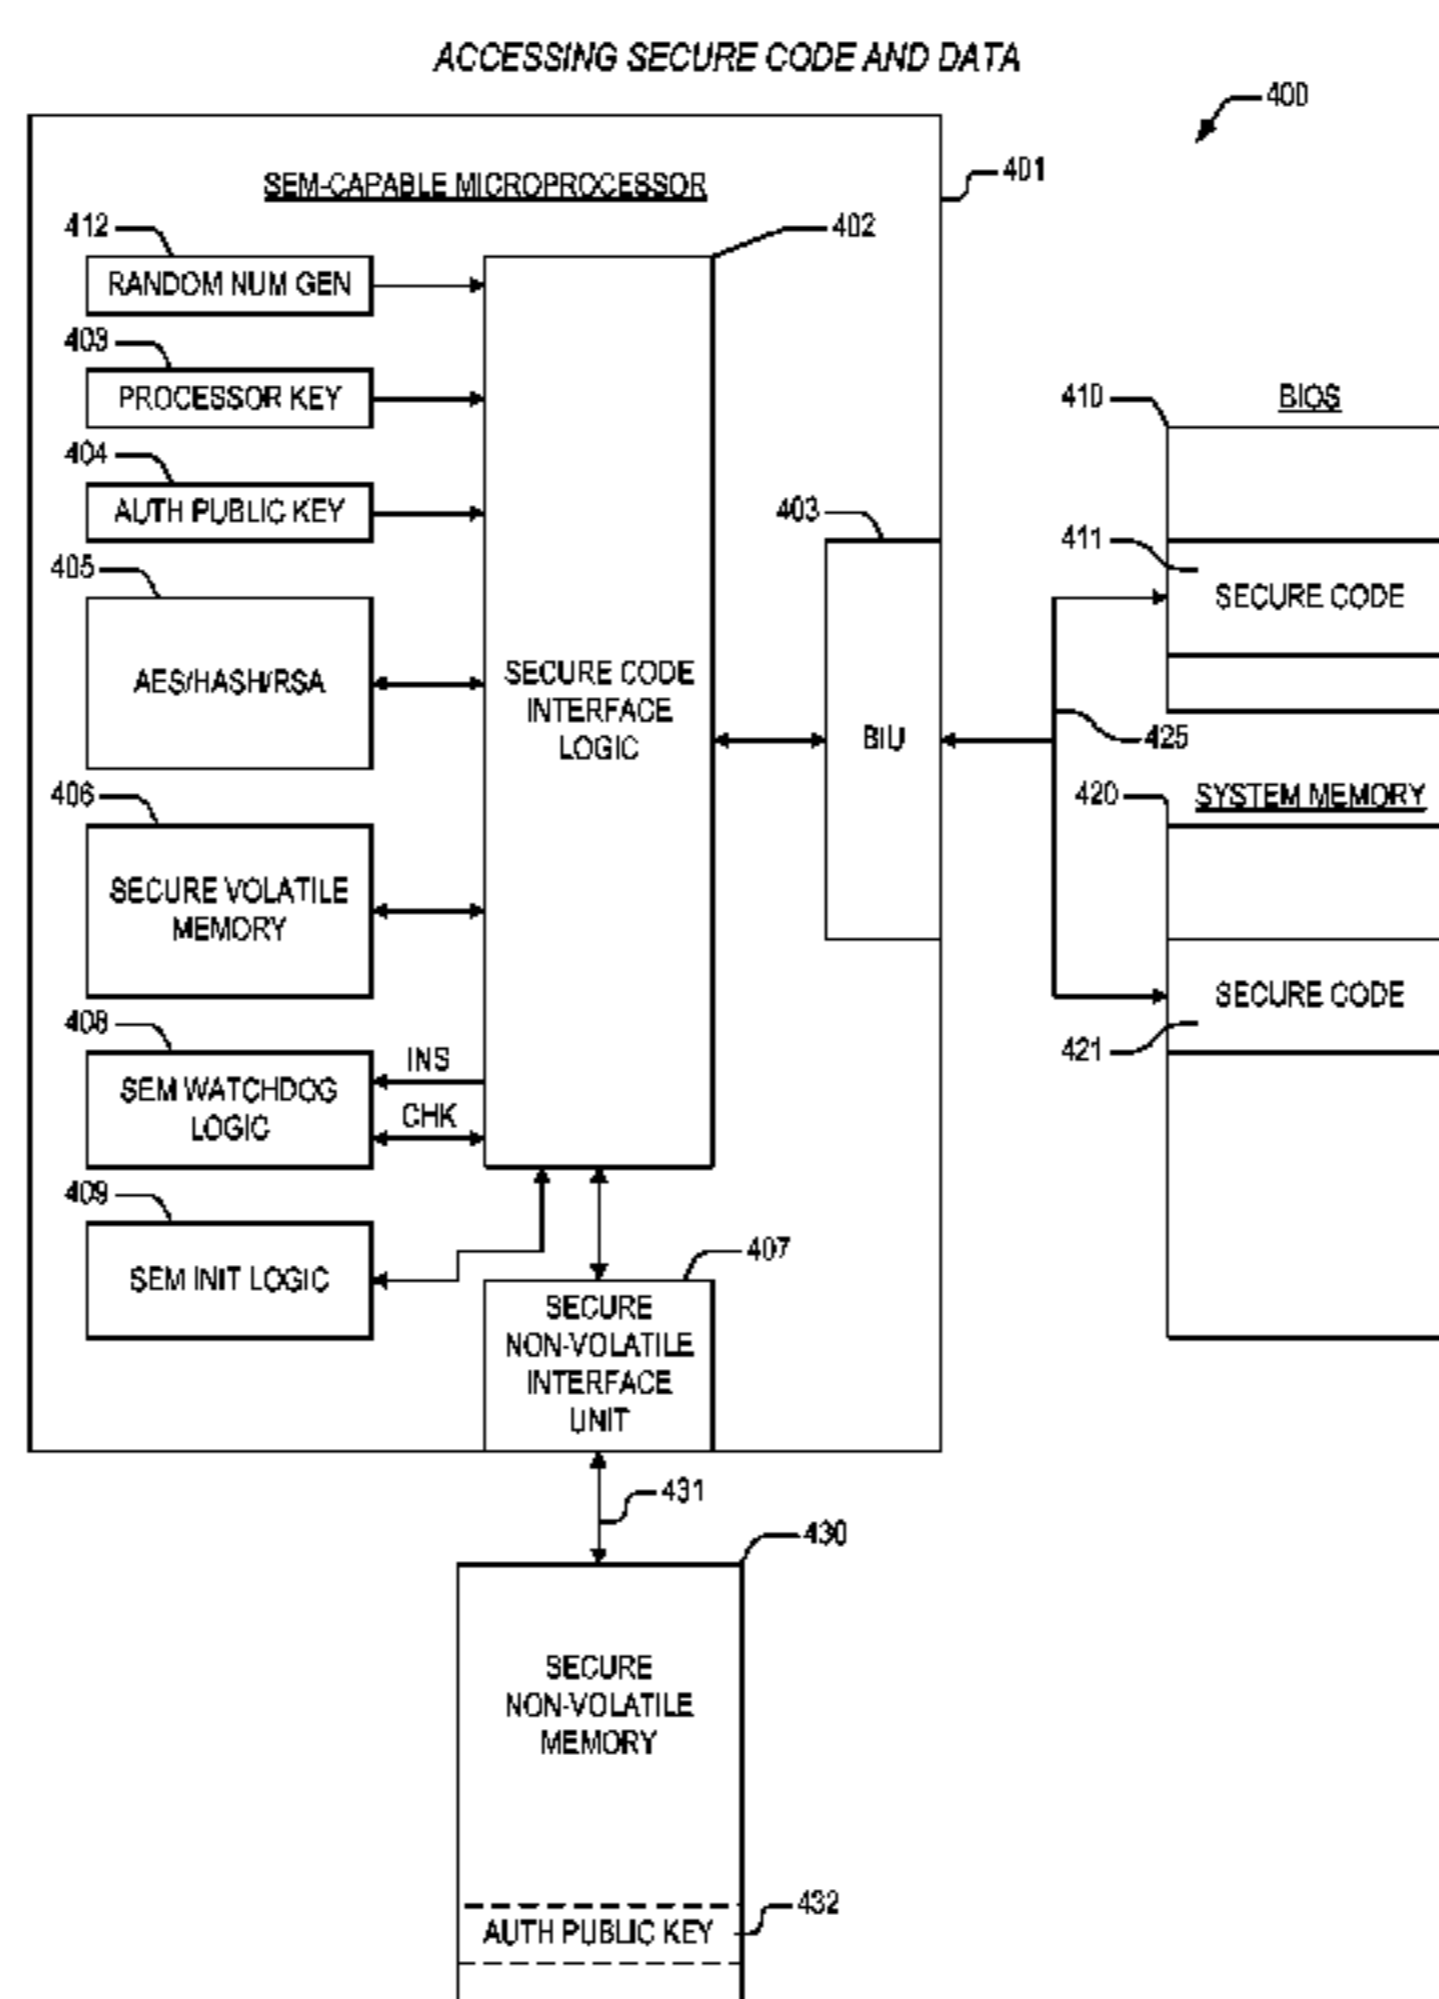 ACCESSING SECURE CODE AND DATA
400
401
SEM-CAPABLE MICROPROCESSOR
412
402
RANDOM NUM GEN
403
PROCESSOR KEY
410
BIOS
404
AUTH PUBLIC KEY
403
411
SECURE CODE
405
AES/HASH/RSA
SECURE CODE
INTERFACE
LOGIC
BIU
425
406
420
SYSTEM MEMORY
SECURE VOLATILE
MEMORY
SECURE CODE
421
408
INS
SEM WATCHDOG
LOGIC
CHK
409
SEM INIT LOGIC
407
SECURE
NON-VOLATILE
INTERFACE
UNIT
431
430
SECURE
NON-VOLATILE
MEMORY
432
AUTH PUBLIC KEY